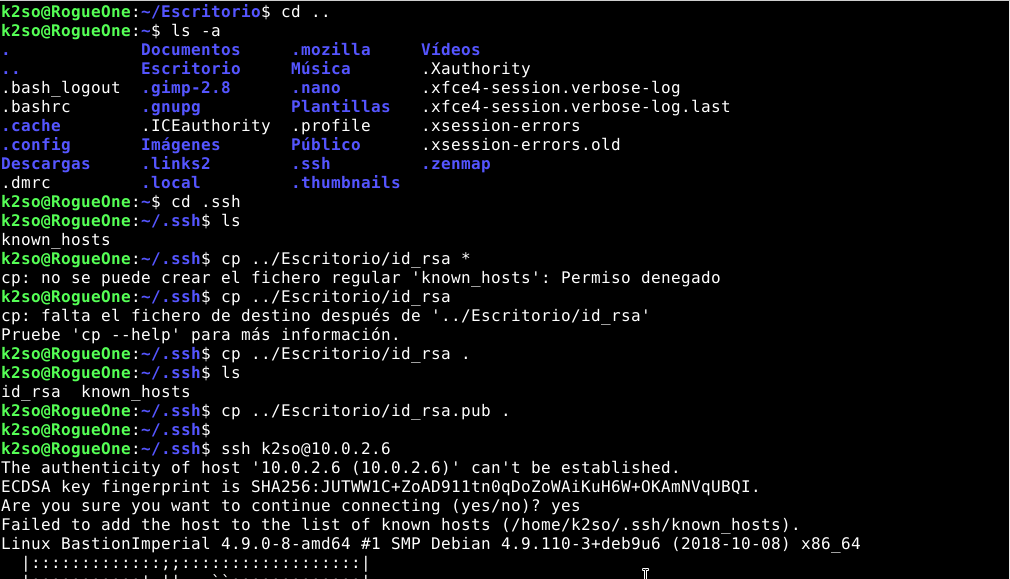 k2so@RogueOne:~/Escritorio$ cd ..
k2so@RogueOne:~$ ls -a
.             Documentos     .mozilla     Vídeos
..            Escritorio     Música       .Xauthority
.bash_logout  .gimp-2.8      .nano        .xfce4-session.verbose-log
.bashrc       .gnupg         Plantillas   .xfce4-session.verbose-log.last
.cache        .ICEauthority  .profile     .xsession-errors
.config       Imágenes       Público      .xsession-errors.old
Descargas     .links2        .ssh         .zenmap
.dmrc         .local         .thumbnails
k2so@RogueOne:~$ cd .ssh
k2so@RogueOne:~/.ssh$ ls
known_hosts
k2so@RogueOne:~/.ssh$ cp ../Escritorio/id_rsa *
cp: no se puede crear el fichero regular 'known_hosts': Permiso denegado
k2so@RogueOne:~/.ssh$ cp ../Escritorio/id_rsa
cp: falta el fichero de destino después de '../Escritorio/id_rsa'
Pruebe 'cp --help' para más información.
k2so@RogueOne:~/.ssh$ cp ../Escritorio/id_rsa .
k2so@RogueOne:~/.ssh$ ls
id_rsa  known_hosts
k2so@RogueOne:~/.ssh$ cp ../Escritorio/id_rsa.pub .
k2so@RogueOne:~/.ssh$
k2so@RogueOne:~/.ssh$ ssh k2so@10.0.2.6
The authenticity of host '10.0.2.6 (10.0.2.6)' can't be established.
ECDSA key fingerprint is SHA256:JUTWW1C+ZoAD911tn0qDoZoWAiKuH6W+OKAmNVqUBQI.
Are you sure you want to continue connecting (yes/no)? yes
Failed to add the host to the list of known hosts (/home/k2so/.ssh/known_hosts).
Linux BastionImperial 4.9.0-8-amd64 #1 SMP Debian 4.9.110-3+deb9u6 (2018-10-08) x86_64
|:::::::::::::;;::::::::::::::::::|